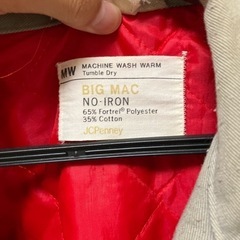 MW
MACHINE WASH WARM
Tumble Dry
BIG MAC
NO-IRON
65% Fortrel® Polyester
35% Cotton
JCPenney